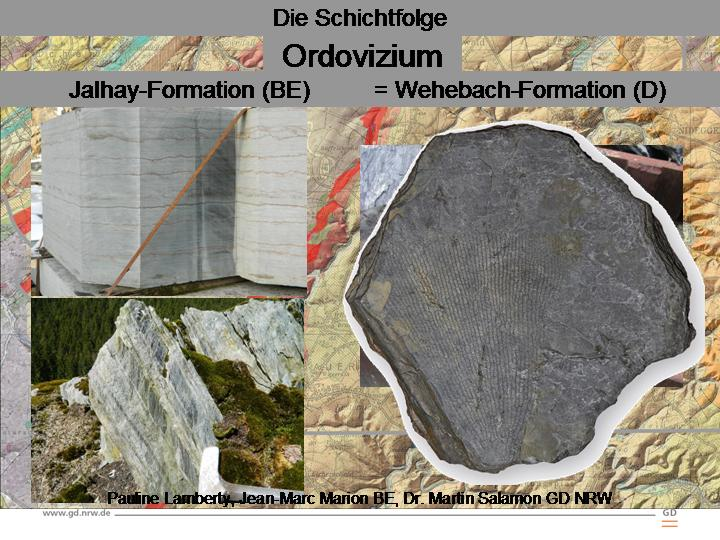 Die Schichtfolge
Ordovizium
Jalhay-Formation (BE) = Wehebach-Formation (D)
NIDEGGE
Pauline Lamberty, Jean-Marc Marion BE, Dr. Martin Salamon GD NRW
www.gd.nrw.de
GD